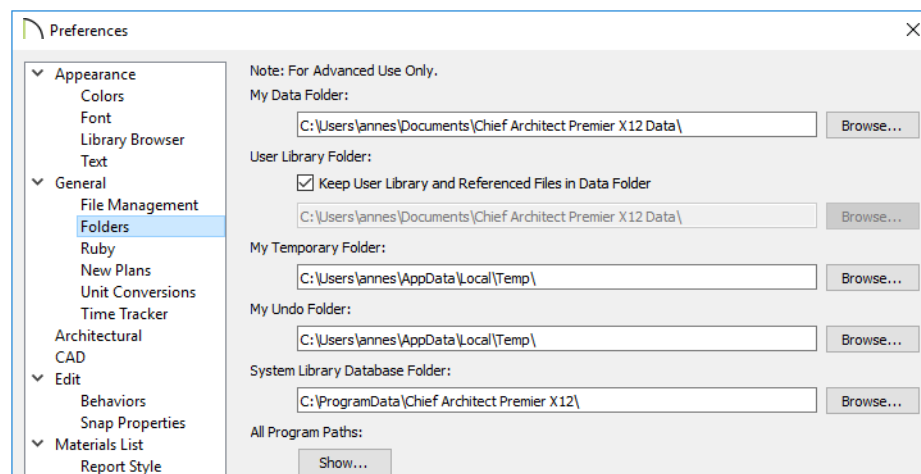 Preferences
Appearance
Colors
Font
Library Browser
Text
General
File Management
Folders
Ruby
New Plans
Unit Conversions
Time Tracker
Architectural
CAD
Edit
Behaviors
Snap Properties
Materials List
Report Style
Note: For Advanced Use Only.
My Data Folder:
C:\Users\annes\Documents\Chief Architect Premier X12 Data\
Browse...
User Library Folder:
Keep User Library and Referenced Files in Data Folder
C:\Users\annes\Documents\Chief Architect Premier X12 Data\
Browse...
My Temporary Folder:
C:\Users\annes\AppData\Local\Temp\
Browse...
My Undo Folder:
C:\Users\annes\AppData\Local\Temp\
Browse...
System Library Database Folder:
C:\ProgramData\Chief Architect Premier X12\
Browse...
All Program Paths:
Show...